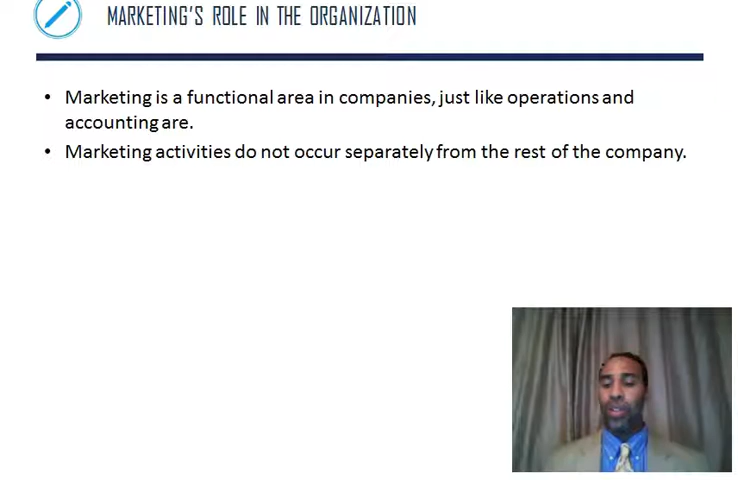 MARKETING'S ROLE IN THE ORGANIZATION
• Marketing is a functional area in companies, just like operations and
accounting are.
• Marketing activities do not occur separately from the rest of the company.